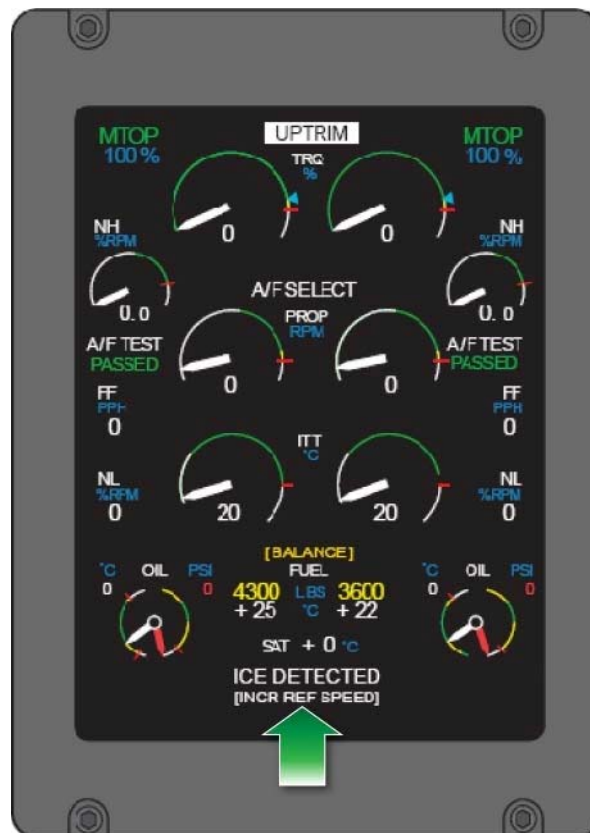 MTOP UPTRIM MTOP
100 % TRQ 100 %
%
0 0
NH NH
%RPM %RPM
0.0 A/F SELECT 0.0
PROP
RPM
A/F TEST A/F TEST
PASSED PASSED
0 0
FF FF
PPH PPH
0 0
ITT
°C
NL NL
%RPM %RPM
0 20 20 0
[BALANCE]
°C OIL PSI FUEL °C OIL PSI
0 0 4300 LBS 3600 0 0
+ 25 °C + 22
SAT + 0 °C
ICE DETECTED
[INCR REF SPEED]